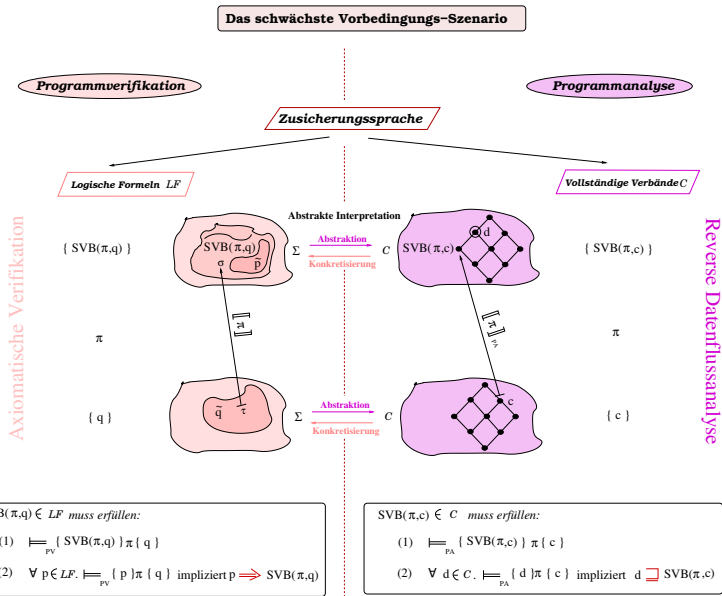 Das schwächste Vorbedingungs−Szenario
Programmverifikation
Programmanalyse
Zusicherungssprache
Logische Formeln LF
Vollständige Verbände C
Abstrakte Interpretation
{ SVB(π,q) }
SVB(π,q)
σ
p̃
Σ
Abstraktion
Konkretisierung
C
SVB(π,c)
d
{ SVB(π,c) }
Axiomatische Verifikation
Reverse Datenflussanalyse
π
⟦ π ⟧
⟦ π ⟧ PA
π
{ q }
q̃
τ
Σ
Abstraktion
Konkretisierung
C
c
{ c }
B(π,q) ∈ LF muss erfüllen:
(1) ⊨PV { SVB(π,q) } π { q }
(2) ∀ p ∈ LF. ⊨PV { p } π { q } impliziert p ⇒ SVB(π,q)
SVB(π,c) ∈ C muss erfüllen:
(1) ⊨PA { SVB(π,c) } π { c }
(2) ∀ d ∈ C. ⊨PA { d } π { c } impliziert d ⊒ SVB(π,c)